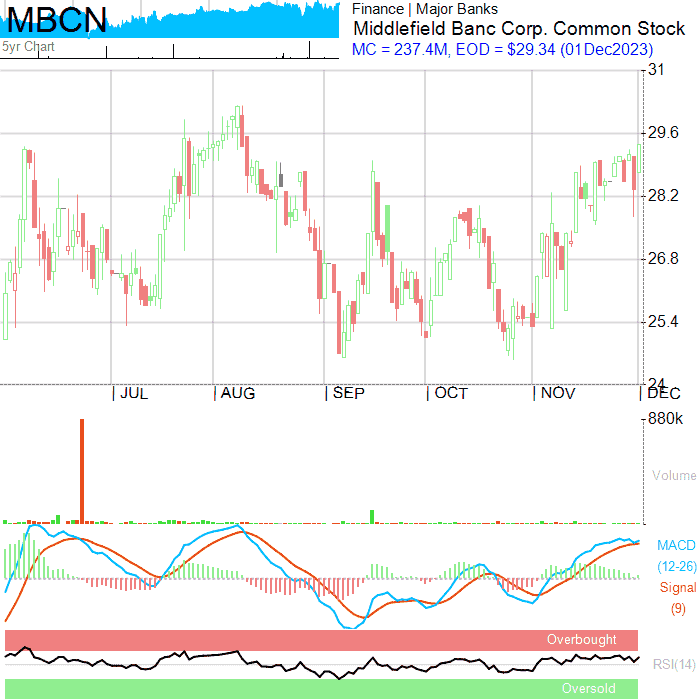 MBCN
5yr Chart
Finance | Major Banks
Middlefield Banc Corp. Common Stock
MC = 237.4M, EOD = $29.34 (01Dec2023)
31
29.6
28.2
26.8
25.4
24
JUL
AUG
SEP
OCT
NOV
DEC
880k
Volume
MACD
(12-26)
Signal
(9)
Overbought
RSI(14)
Oversold